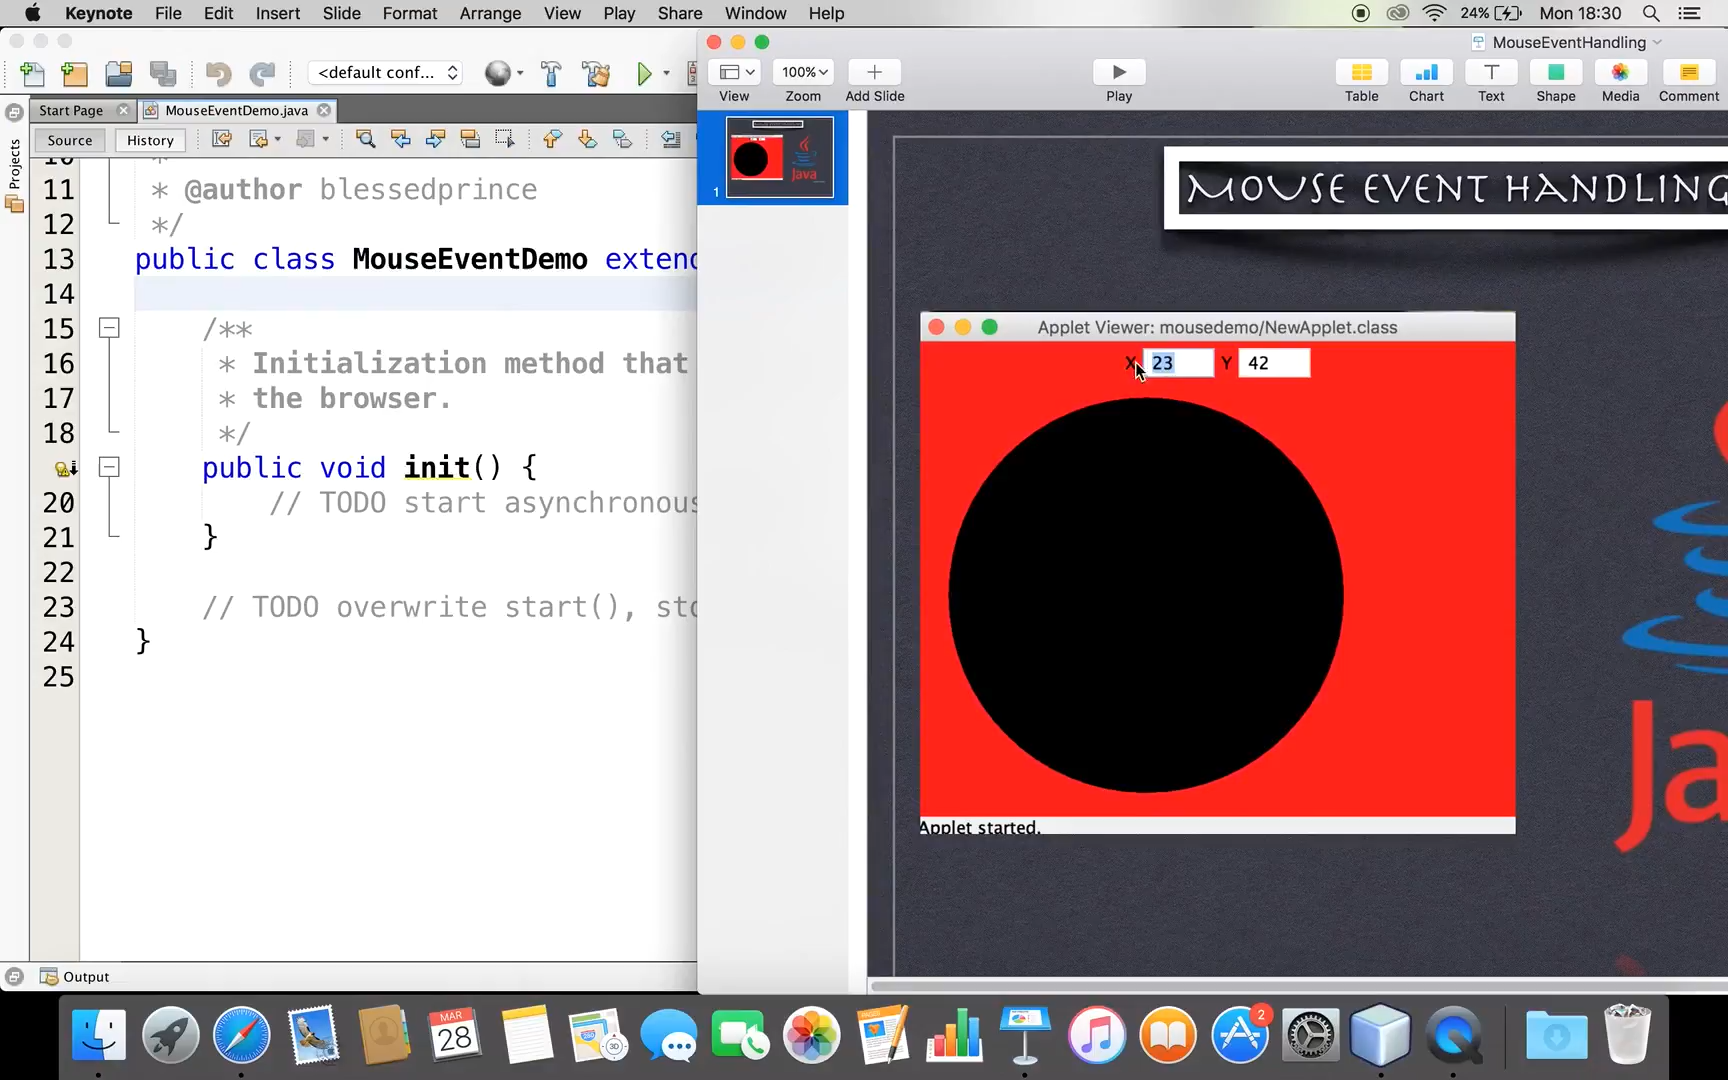 Keynote File Edit Insert Slide Format Arrange View Play Share Window Help 24% Mon 18:30
MouseEventHandling
<default conf...
100%
View Zoom Add Slide Play Table Chart Text Shape Media Comment
Start Page MouseEventDemo.java
Source History
Projects
11 * @author blessedprince
12 */
13 public class MouseEventDemo extend
14
15 /**
16 * Initialization method that
17 * the browser.
18 */
public void init() {
20 // TODO start asynchronous
21 }
22
23 // TODO overwrite start(), sto
24 }
25
Output
1
Java
MOUSE EVENT HANDLING
Applet Viewer: mousedemo/NewApplet.class
X 23 Y 42
Applet started.
Ja
MAR
28
2